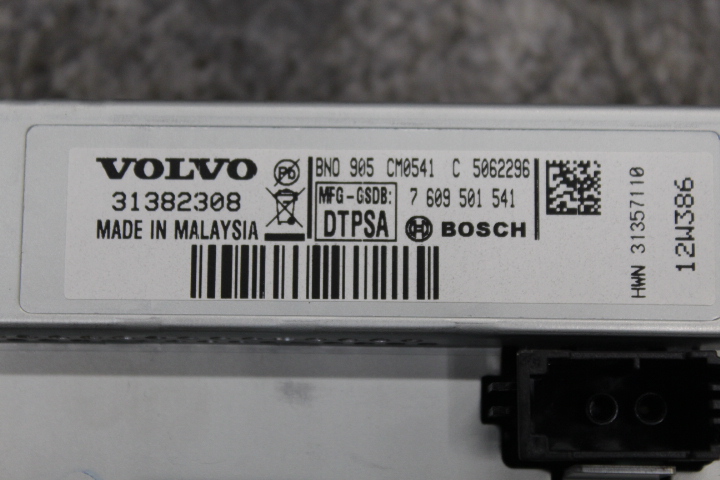 VOLVO
31382308
MADE IN MALAYSIA
BNO 905 CM0541 C 5062296
MFG-GSDB:
DTPSA
7 609 501 541
BOSCH
HWN 31357110
12W386